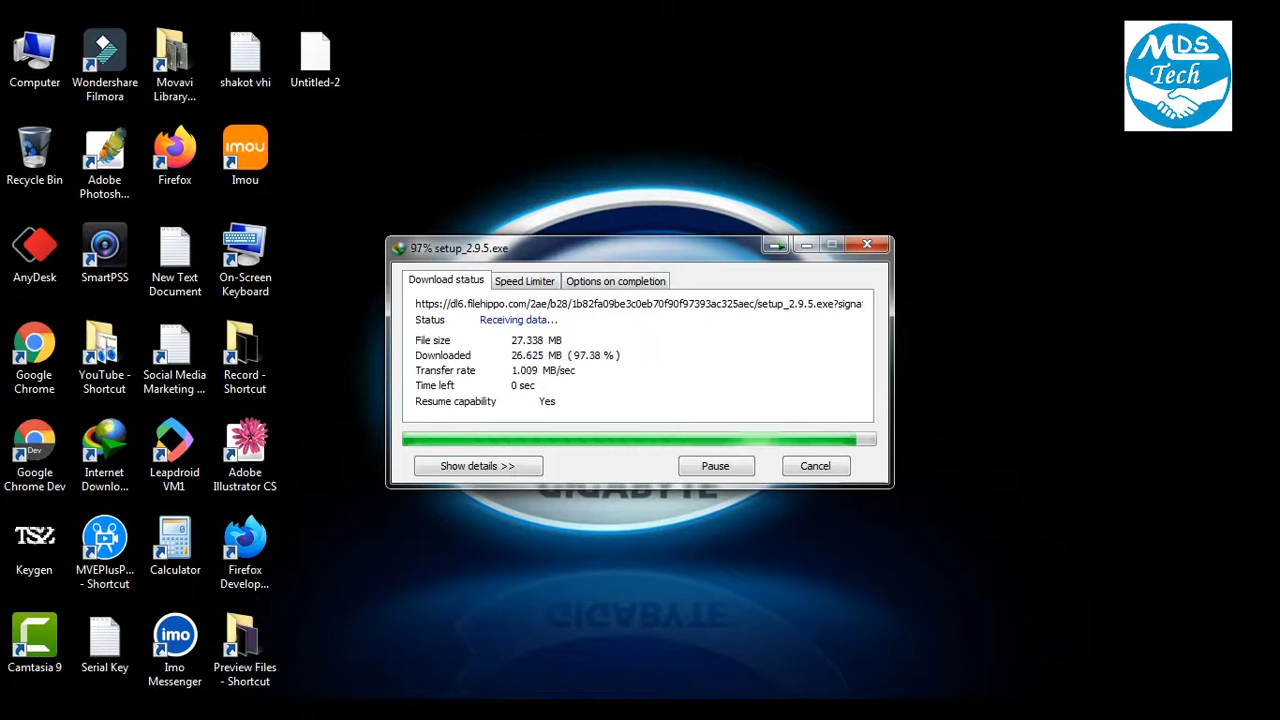 Computer
Wondershare
Filmora
Movavi
Library...
shakot vhi
Untitled-2
MDS
Tech
Recycle Bin
Adobe
Photosh...
Firefox
imou
Imou
AnyDesk
SmartPSS
New Text
Document
On-Screen
Keyboard
97% setup_2.9.5.exe
Download status
Speed Limiter
Options on completion
https://dl6.filehippo.com/2ae/b28/1b82fa09be3c0eb70f90f97393ac325aec/setup_2.9.5.exe?signa
Status Receiving data...
File size 27.338 MB
Downloaded 26.625 MB ( 97.38 % )
Transfer rate 1.009 MB/sec
Time left 0 sec
Resume capability Yes
Show details >>
Pause
Cancel
GIGABYTE
Google
Chrome
YouTube -
Shortcut
Social Media
Marketing ...
Record -
Shortcut
Dev
Google
Chrome Dev
Internet
Downlo...
Leapdroid
VM1
Adobe
Illustrator CS
Keygen
MVEPlusP...
- Shortcut
Calculator
Firefox
Develop...
Camtasia 9
Serial Key
imo
Imo
Messenger
Preview Files
- Shortcut